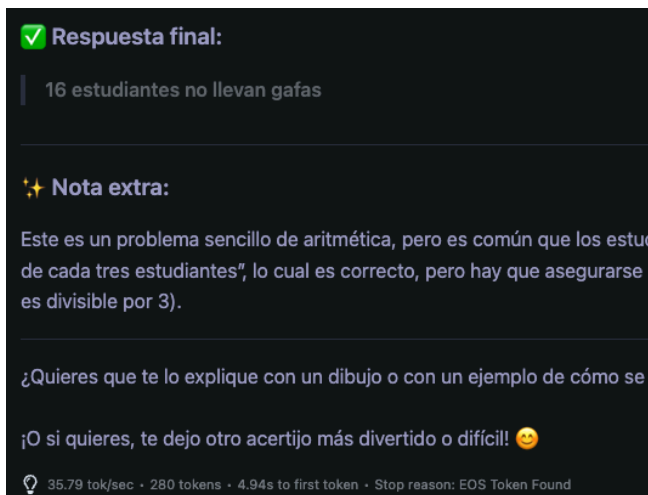 ✅ Respuesta final:
16 estudiantes no llevan gafas
✨ Nota extra:
Este es un problema sencillo de aritmética, pero es común que los
de cada tres estudiantes", lo cual es correcto, pero hay que asegurarse
es divisible por 3).
¿Quieres que te lo explique con un dibujo o con un ejemplo de cómo se
¡O si quieres, te dejo otro acertijo más divertido o difícil! 😊
35.79 tok/sec • 280 tokens • 4.94s to first token • Stop reason: EOS Token Found